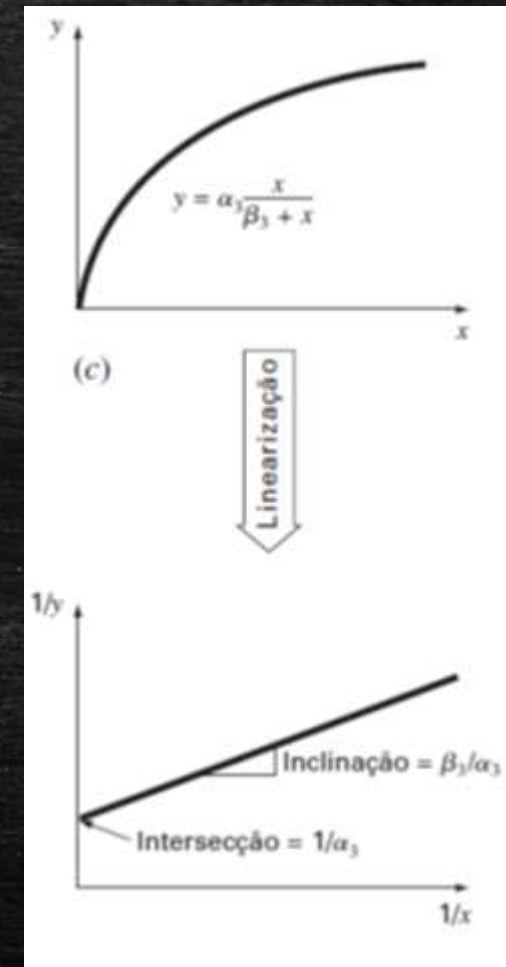 y
y = α₃ x / β₃ + x
x
(c)
Linearização
1/y
Inclinação = β₃/α₃
Intersecção = 1/α₃
1/x